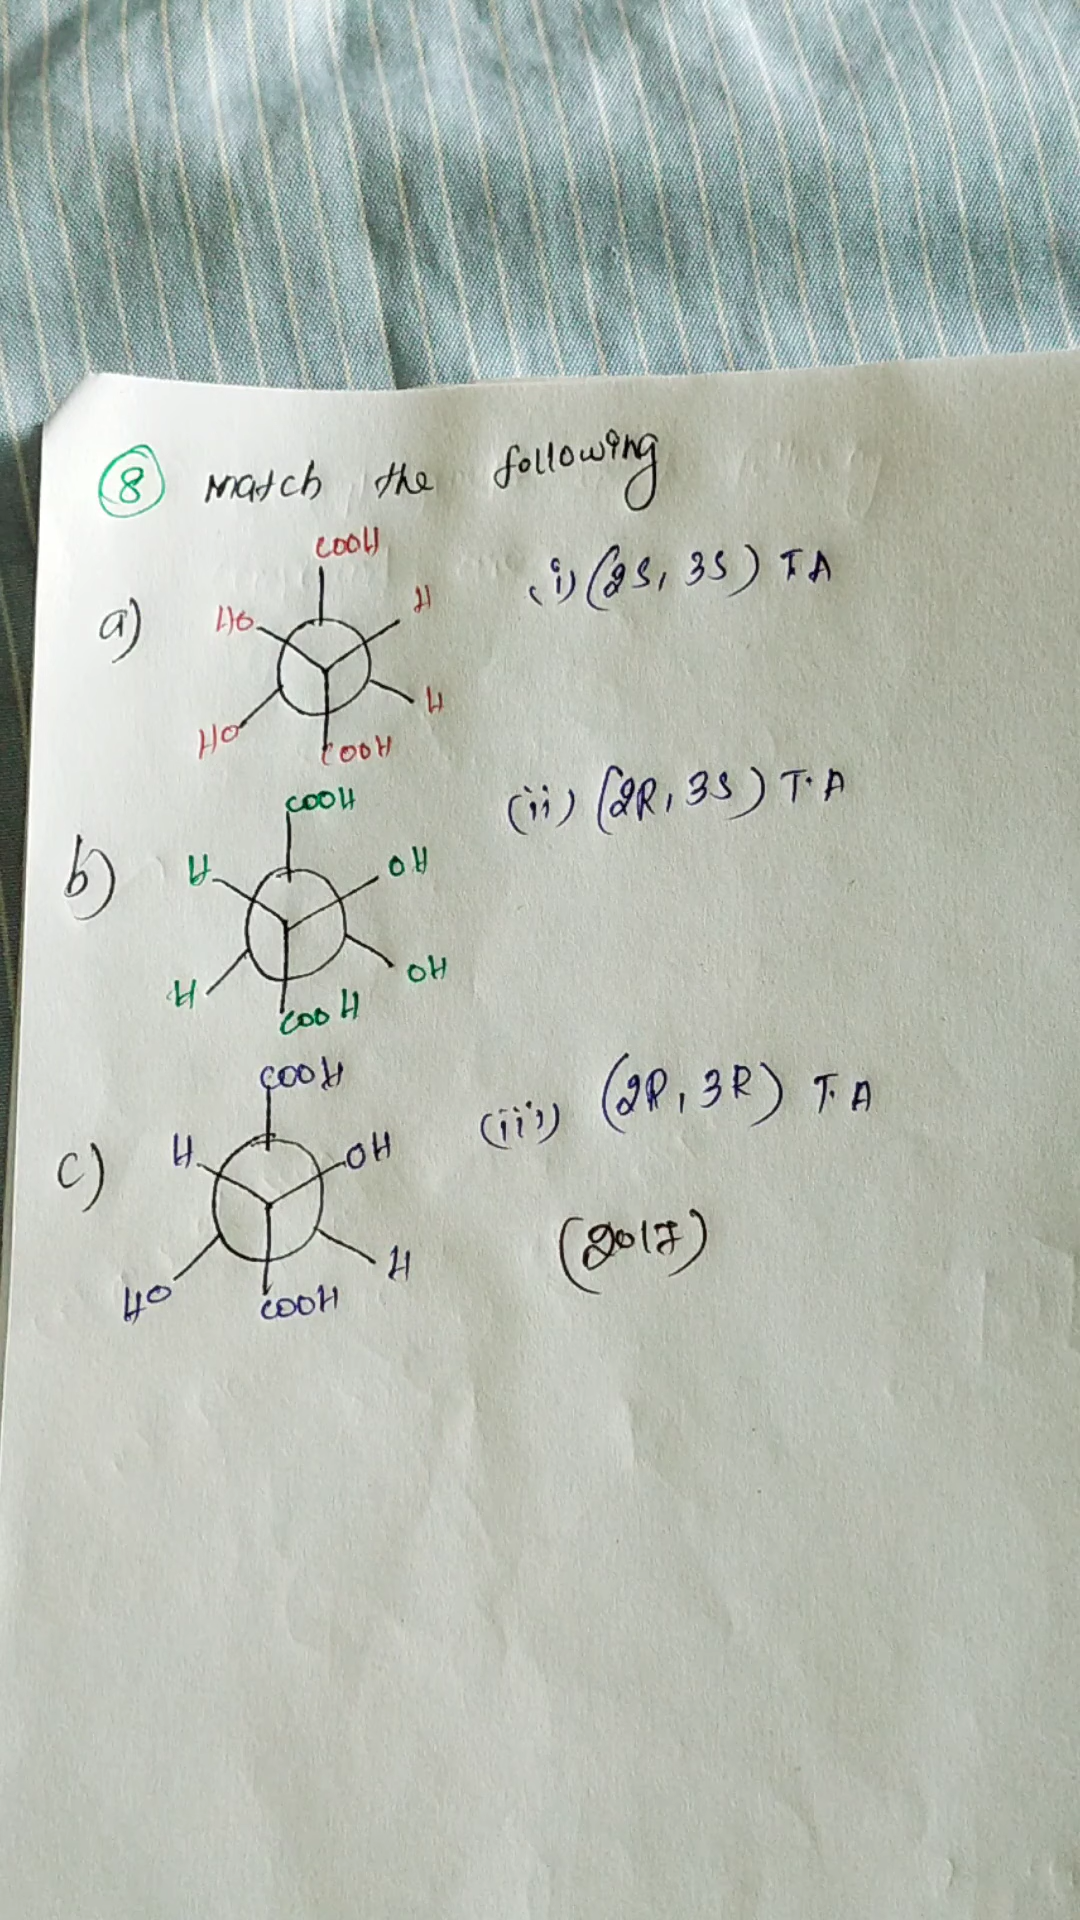 8 Match the following
COOH
a) HO H (i) (2S, 3S) T.A
HO H
COOH
COOH (ii) (2R, 3S) T.A
b) H OH
H OH
COOH
COOH
c) H OH (iii) (2R, 3R) T.A
HO H (2017)
COOH